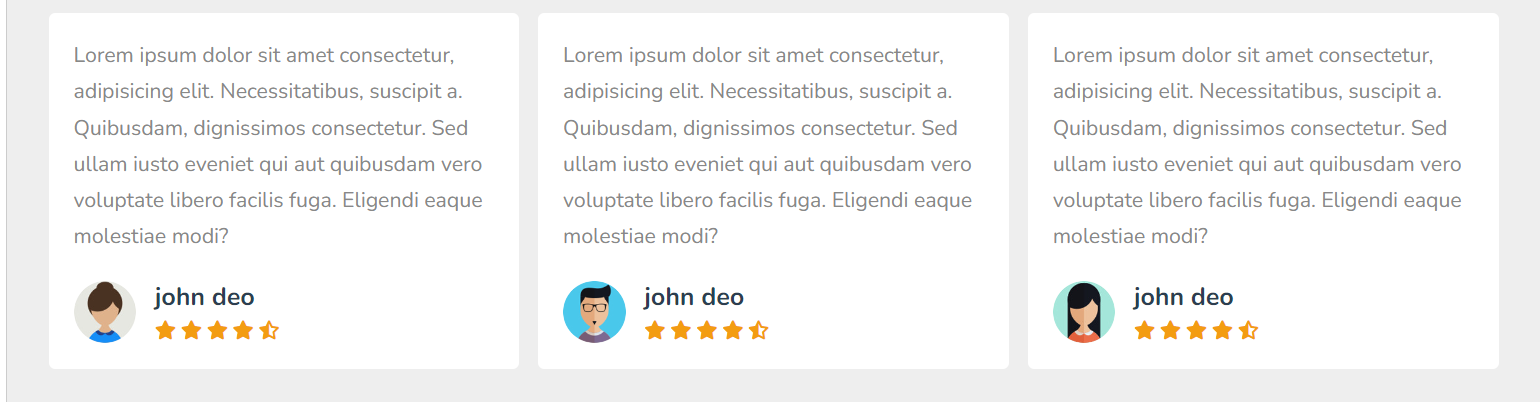 Lorem ipsum dolor sit amet consectetur,
adipisicing elit. Necessitatibus, suscipit a.
Quibusdam, dignissimos consectetur. Sed
ullam iusto eveniet qui aut quibusdam vero
voluptate libero facilis fuga. Eligendi eaque
molestiae modi?
john deo
Lorem ipsum dolor sit amet consectetur,
adipisicing elit. Necessitatibus, suscipit a.
Quibusdam, dignissimos consectetur. Sed
ullam iusto eveniet qui aut quibusdam vero
voluptate libero facilis fuga. Eligendi eaque
molestiae modi?
john deo
Lorem ipsum dolor sit amet consectetur,
adipisicing elit. Necessitatibus, suscipit a.
Quibusdam, dignissimos consectetur. Sed
ullam iusto eveniet qui aut quibusdam vero
voluptate libero facilis fuga. Eligendi eaque
molestiae modi?
john deo